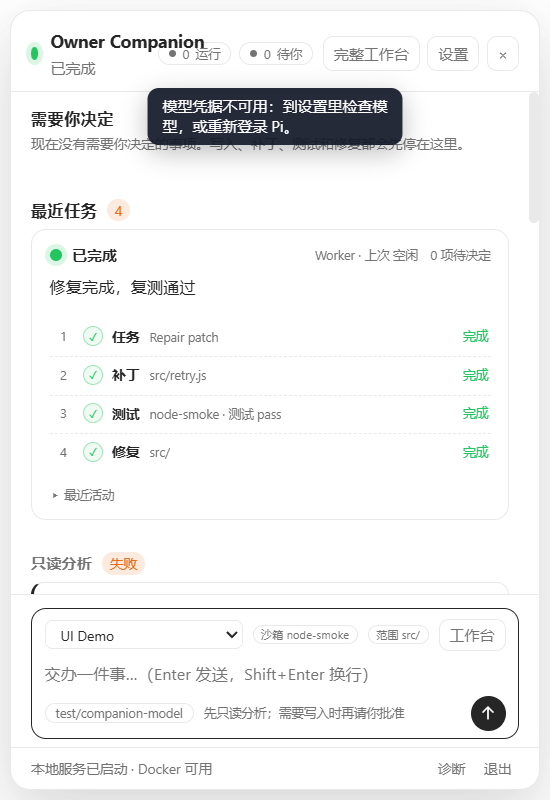 Owner Companion
已完成
0 运行
0 待你
完整工作台
设置
×
模型凭据不可用：到设置里检查模
型，或重新登录 Pi。
需要你决定
现在没有需要你决定的事项。写入、补丁、测试和修复都会先停在这里。
最近任务 4
已完成
Worker · 上次 空闲 0 项待决定
修复完成，复测通过
1 ✓ 任务 Repair patch 完成
2 ✓ 补丁 src/retry.js 完成
3 ✓ 测试 node-smoke · 测试 pass 完成
4 ✓ 修复 src/ 完成
▸ 最近活动
只读分析 失败
UI Demo
沙箱 node-smoke
范围 src/
工作台
交办一件事…（Enter 发送，Shift+Enter 换行）
test/companion-model 先只读分析；需要写入时再请你批准
本地服务已启动 · Docker 可用
诊断 退出